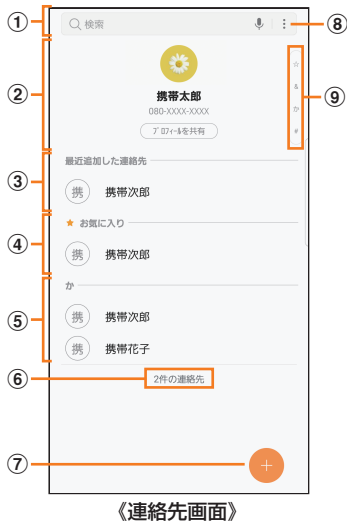 ①
検索
⑧
②
☆
&
か
#
⑨
携帯太郎
080-XXXX-XXXX
プロフィールを共有
最近追加した連絡先
③
携 携帯次郎
④
★ お気に入り
携 携帯次郎
か
⑤
携 携帯次郎
携 携帯花子
⑥
2件の連絡先
⑦
+
《連絡先画面》